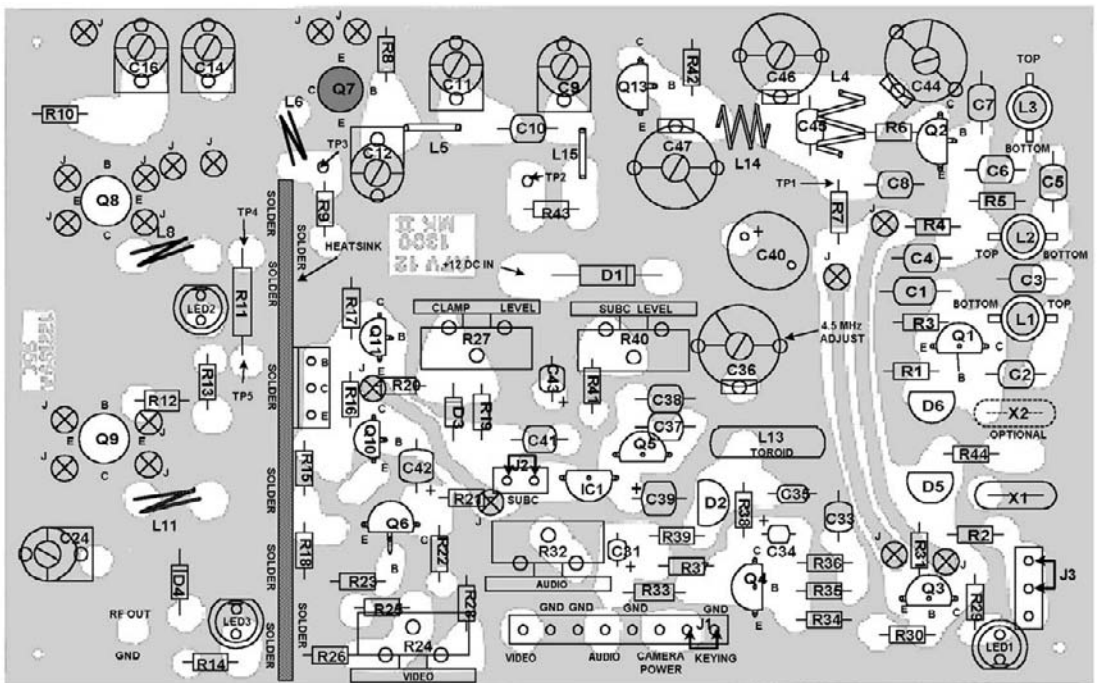 J
J
J
C16
C14
R8
C11
C9
Q13
C
E
R42
C46
L4
C44
TOP
L3
BOTTOM
R10
L6
E
C
Q7
B
E
TP3
C12
L5
C10
L15
C47
L14
C45
R6
C
Q2
B
E
C7
J
J
J
B
E
Q8
E
C
J
J
R9
TP2
R43
TP1
R7
C8
C6
R5
C5
J
R4
L2
TOP
BOTTOM
TP4
L8
SOLDER
SOLDER
HEATSINK
+12 DC IN
D1
+
C40
J
C4
C3
C1
LED2
R11
SOLDER
R17
CLAMP
LEVEL
SUBC LEVEL
4.5 MHz
ADJUST
BOTTOM
TOP
L1
R3
Q1
E
C
B
C
Q11
B
E
R27
R40
C36
TP5
R13
R12
SOLDER
B
C
E
R16
J
R20
C43
+
R41
D3
R19
C38
R1
C2
D6
X2
OPTIONAL
J
E
Q9
E
C
J
J
C
Q10
B
E
C41
C37
Q5
L13
TOROID
R44
SOLDER
R15
C42
+
J2
SUBC
IC1
+
C39
D2
R38
C35
C33
D5
X1
L11
R21
J
E
Q6
C
B
R32
AUDIO
C31
+
R39
+
C34
J
R31
J
R2
J3
C24
SOLDER
R18
R22
R37
C
Q4
B
E
R36
D4
R23
R33
R35
E
Q3
C
B
R29
RF OUT
GND
LED3
R14
SOLDER
R25
R24
VIDEO
R26
GND GND
GND
GND
J1
VIDEO
AUDIO
CAMERA
POWER
KEYING
R34
R30
LED1